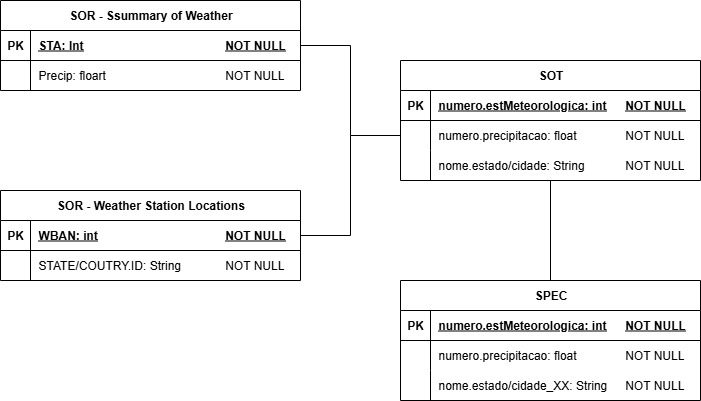 SOR - Ssummary of Weather
PK STA: Int NOT NULL
Precip: floart NOT NULL
SOT
PK numero.estMeteorologica: int NOT NULL
numero.precipitacao: float NOT NULL
nome.estado/cidade: String NOT NULL
SOR - Weather Station Locations
PK WBAN: int NOT NULL
STATE/COUTRY.ID: String NOT NULL
SPEC
PK numero.estMeteorologica: int NOT NULL
numero.precipitacao: float NOT NULL
nome.estado/cidade_XX: String NOT NULL